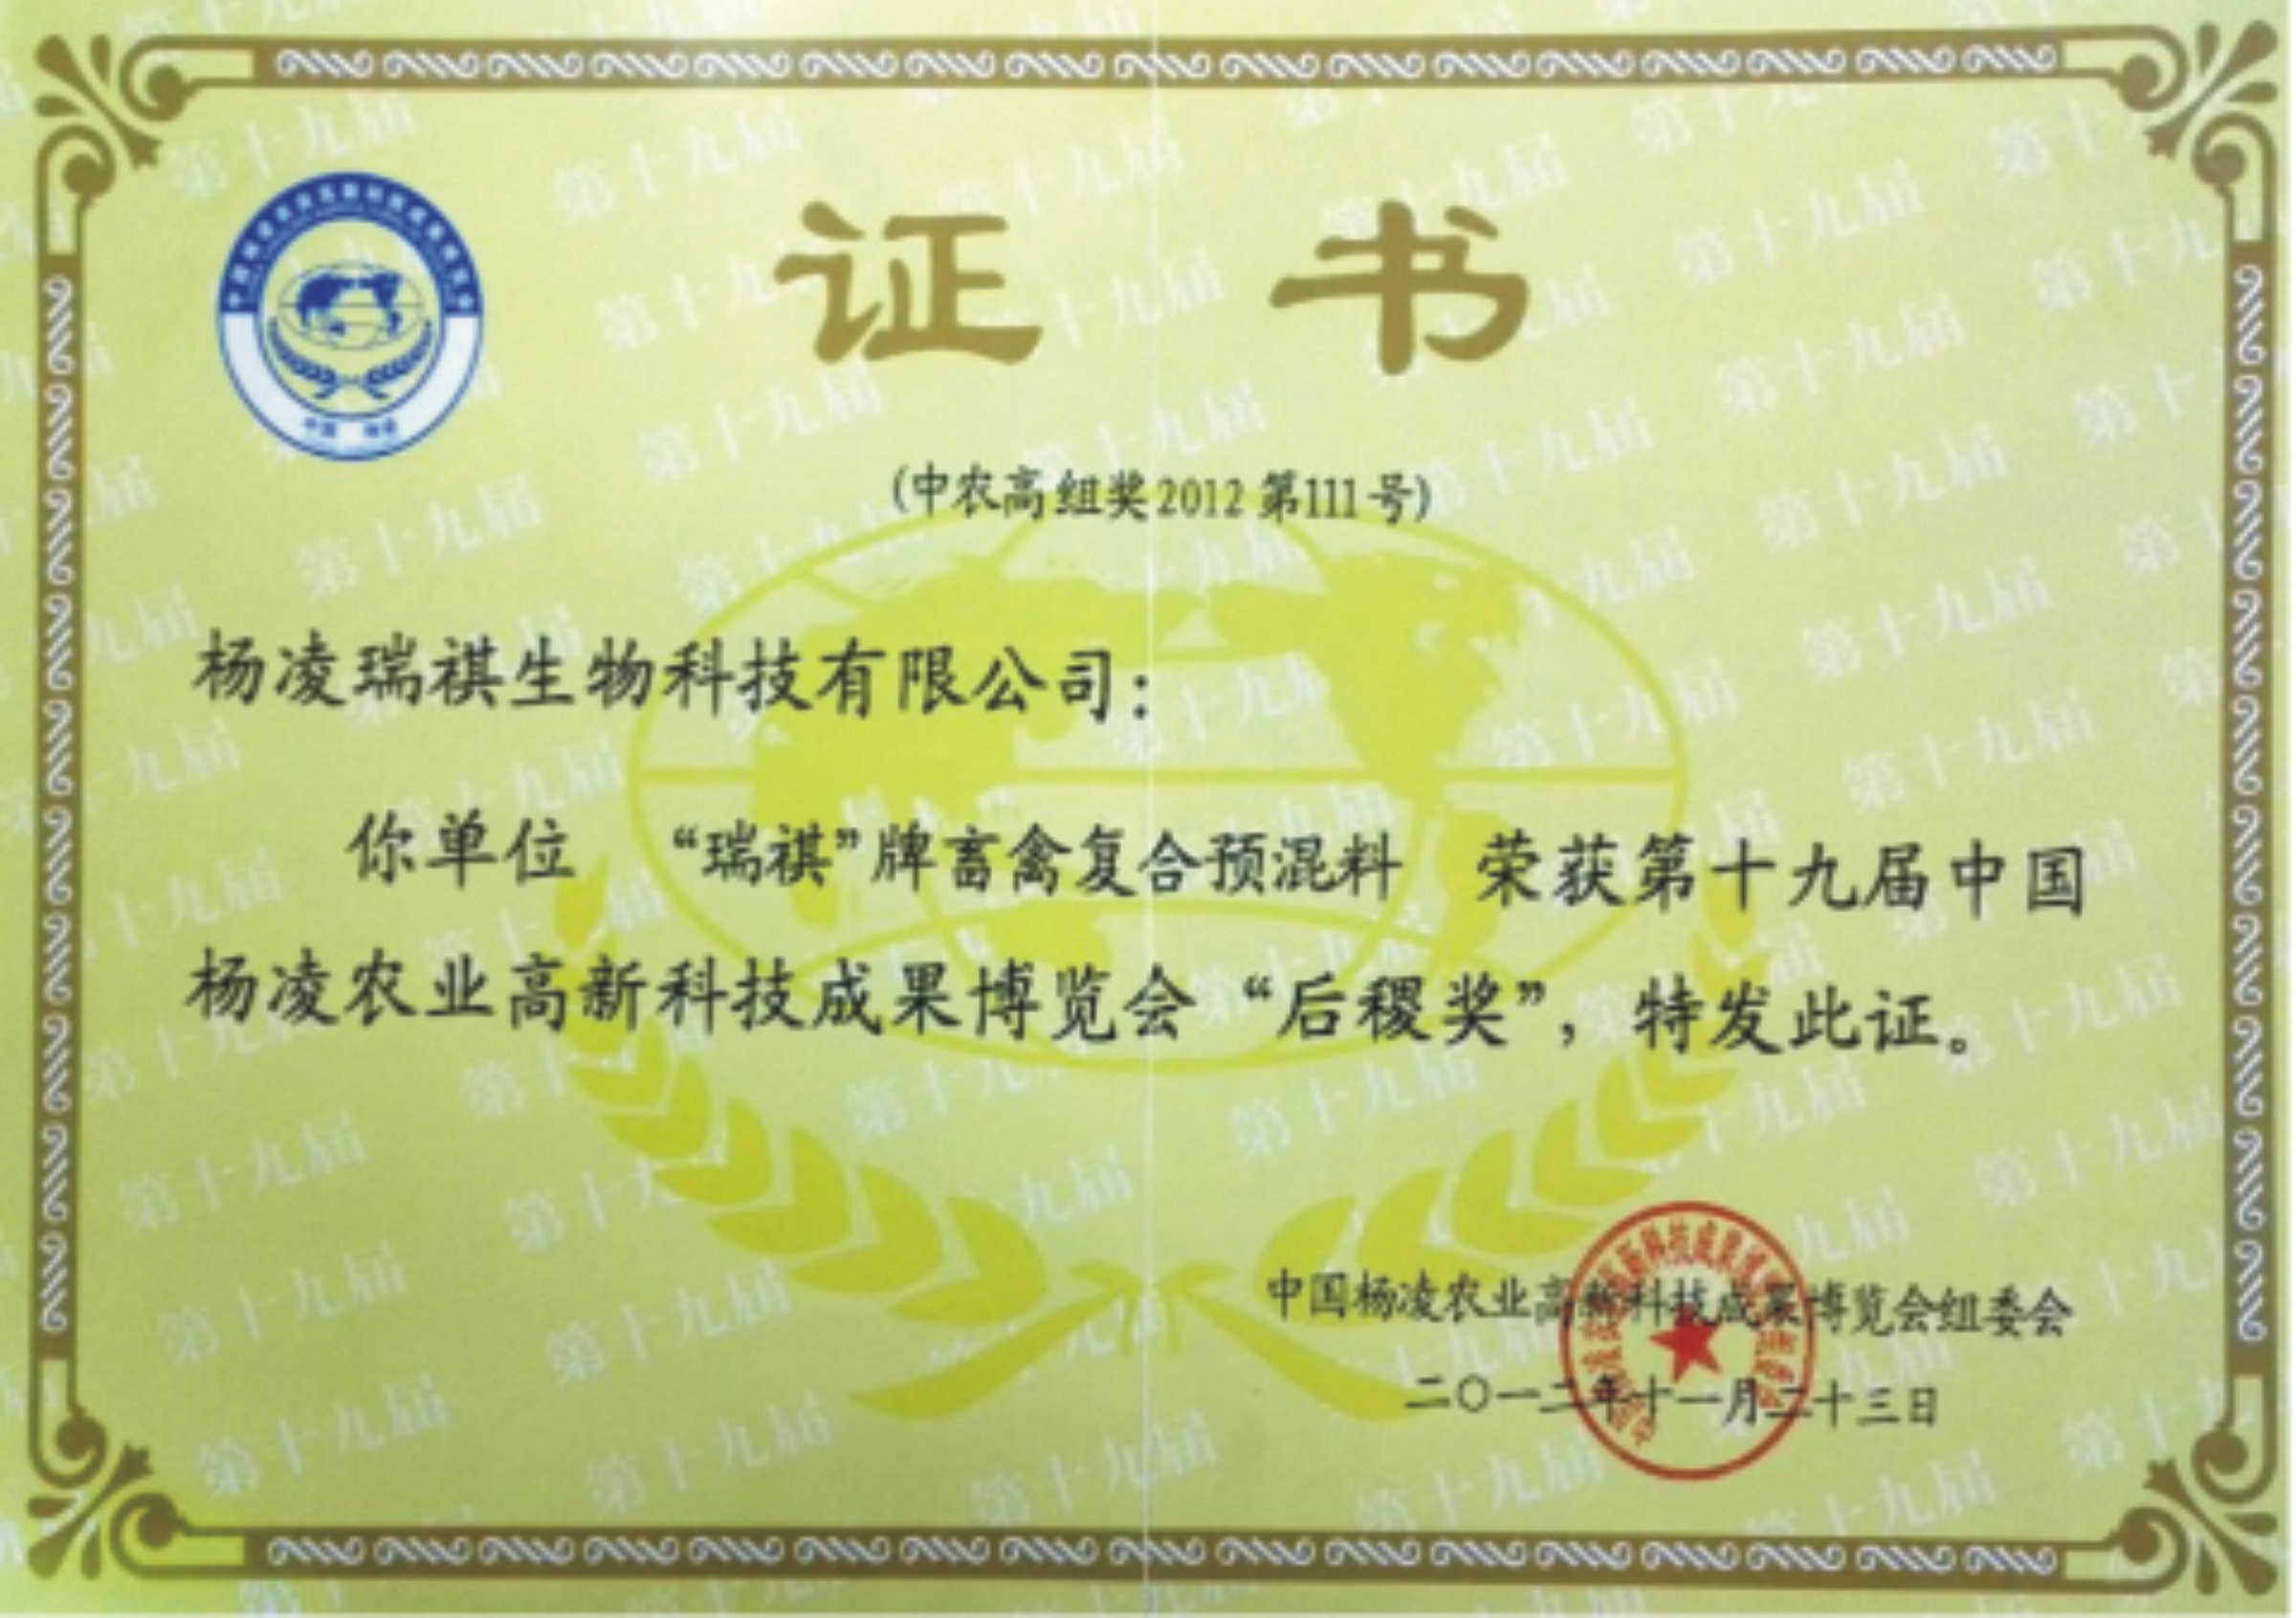 证书
(中农高组奖2012第111号)
杨凌瑞祺生物科技有限公司：
你单位 “瑞祺”牌畜禽复合预混料 荣获第十九届中国
杨凌农业高新科技成果博览会“后稷奖”，特发此证。
中国杨凌农业高新科技成果博览会组委会
二〇一二年十一月二十三日
第十九届